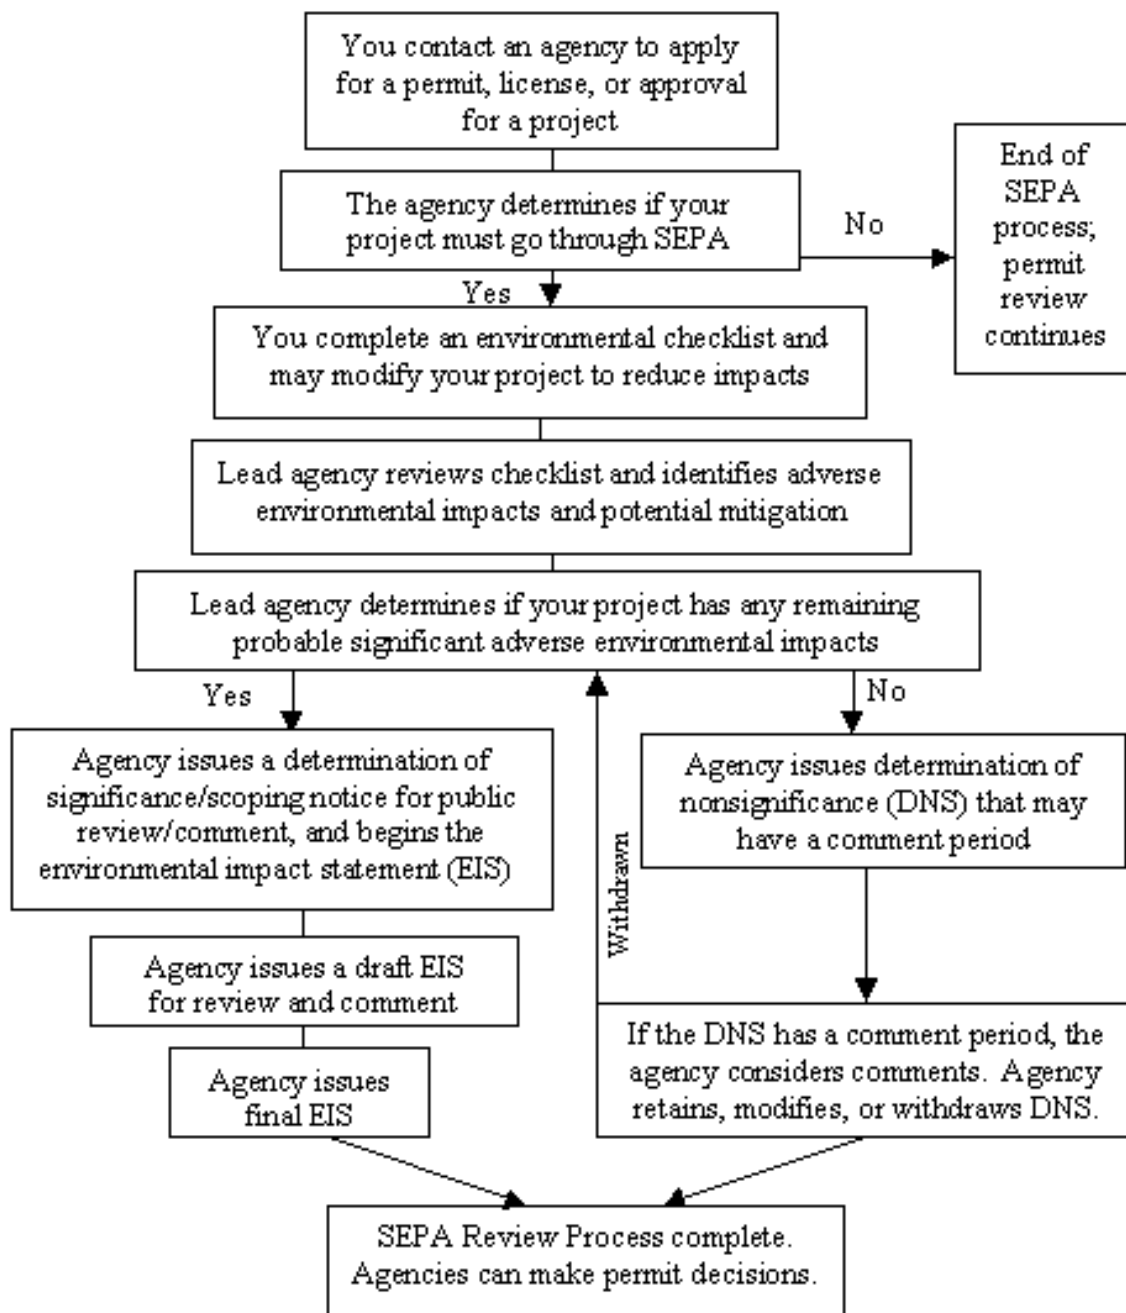 You contact an agency to apply
for a permit, license, or approval
for a project
The agency determines if your
project must go through SEPA
No
End of
SEPA
process;
permit
review
continues
Yes
You complete an environmental checklist and
may modify your project to reduce impacts
Lead agency reviews checklist and identifies adverse
environmental impacts and potential mitigation
Lead agency determines if your project has any remaining
probable significant adverse environmental impacts
Yes
No
Agency issues a determination of
significance/scoping notice for public
review/comment, and begins the
environmental impact statement (EIS)
Agency issues determination of
nonsignificance (DNS) that may
have a comment period
Withdrawn
Agency issues a draft EIS
for review and comment
If the DNS has a comment period, the
agency considers comments. Agency
retains, modifies, or withdraws DNS.
Agency issues
final EIS
SEPA Review Process complete.
Agencies can make permit decisions.